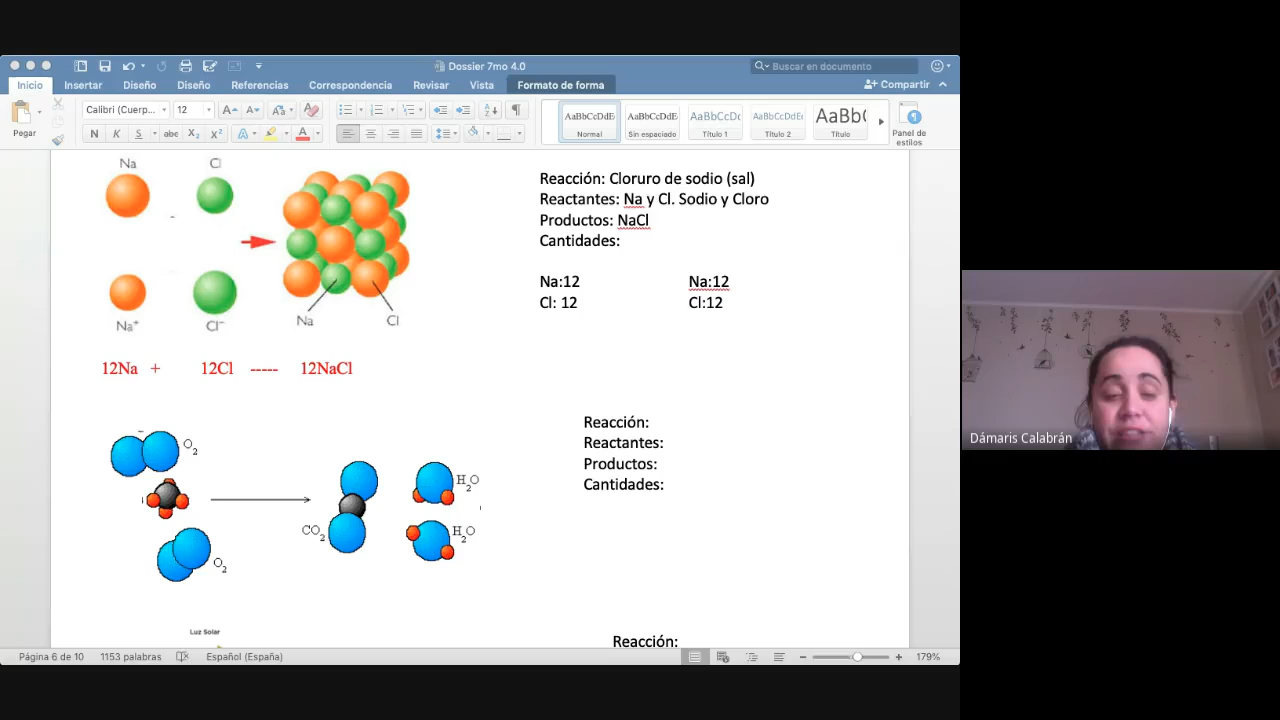 Dossier 7mo 4.0
Buscar en documento
Inicio
Insertar
Diseño
Diseño
Referencias
Correspondencia
Revisar
Vista
Formato de forma
Compartir
Pegar
Calibri (Cuerp...
12
AaBbCcDdE
Normal
AaBbCcDdE
Sin espaciado
AaBbCcDc
Título 1
AaBbCcDdE
Título 2
AaBb(
Título
Panel de
estilos
Na
Cl
Na⁺
Cl⁻
Na
Cl
12Na + 12Cl ----- 12NaCl
Reacción: Cloruro de sodio (sal)
Reactantes: Na y Cl. Sodio y Cloro
Productos: NaCl
Cantidades:
Na:12 Na:12
Cl: 12 Cl:12
O₂
O₂
CO₂
H₂O
H₂O
Reacción:
Reactantes:
Productos:
Cantidades:
Luz Solar
Reacción:
Página 6 de 10
1153 palabras
Español (España)
179%
Dámaris Calabrán